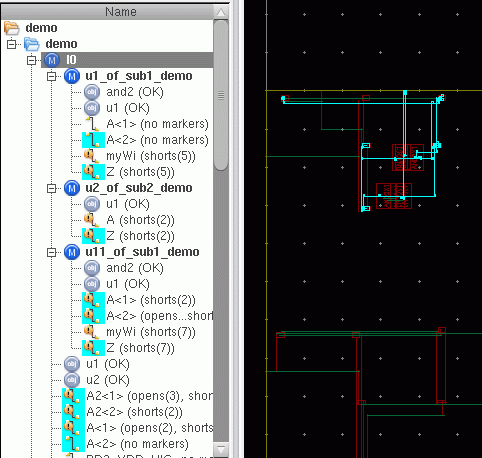 Name
demo
demo
I0
u1_of_sub1_demo
and2 (OK)
u1 (OK)
A<1> (no markers)
A<2> (no markers)
myWi (shorts(5))
Z (shorts(5))
u2_of_sub2_demo
u1 (OK)
A (shorts(2))
Z (shorts(2))
u11_of_sub1_demo
and2 (OK)
u1 (OK)
A<1> (shorts(2))
A<2> (opens...short
myWi (shorts(7))
Z (shorts(7))
u1 (OK)
u2 (OK)
A2<1> (opens(3), shor
A2<2> (shorts(2))
A<1> (opens(2), short
A<2> (no markers)